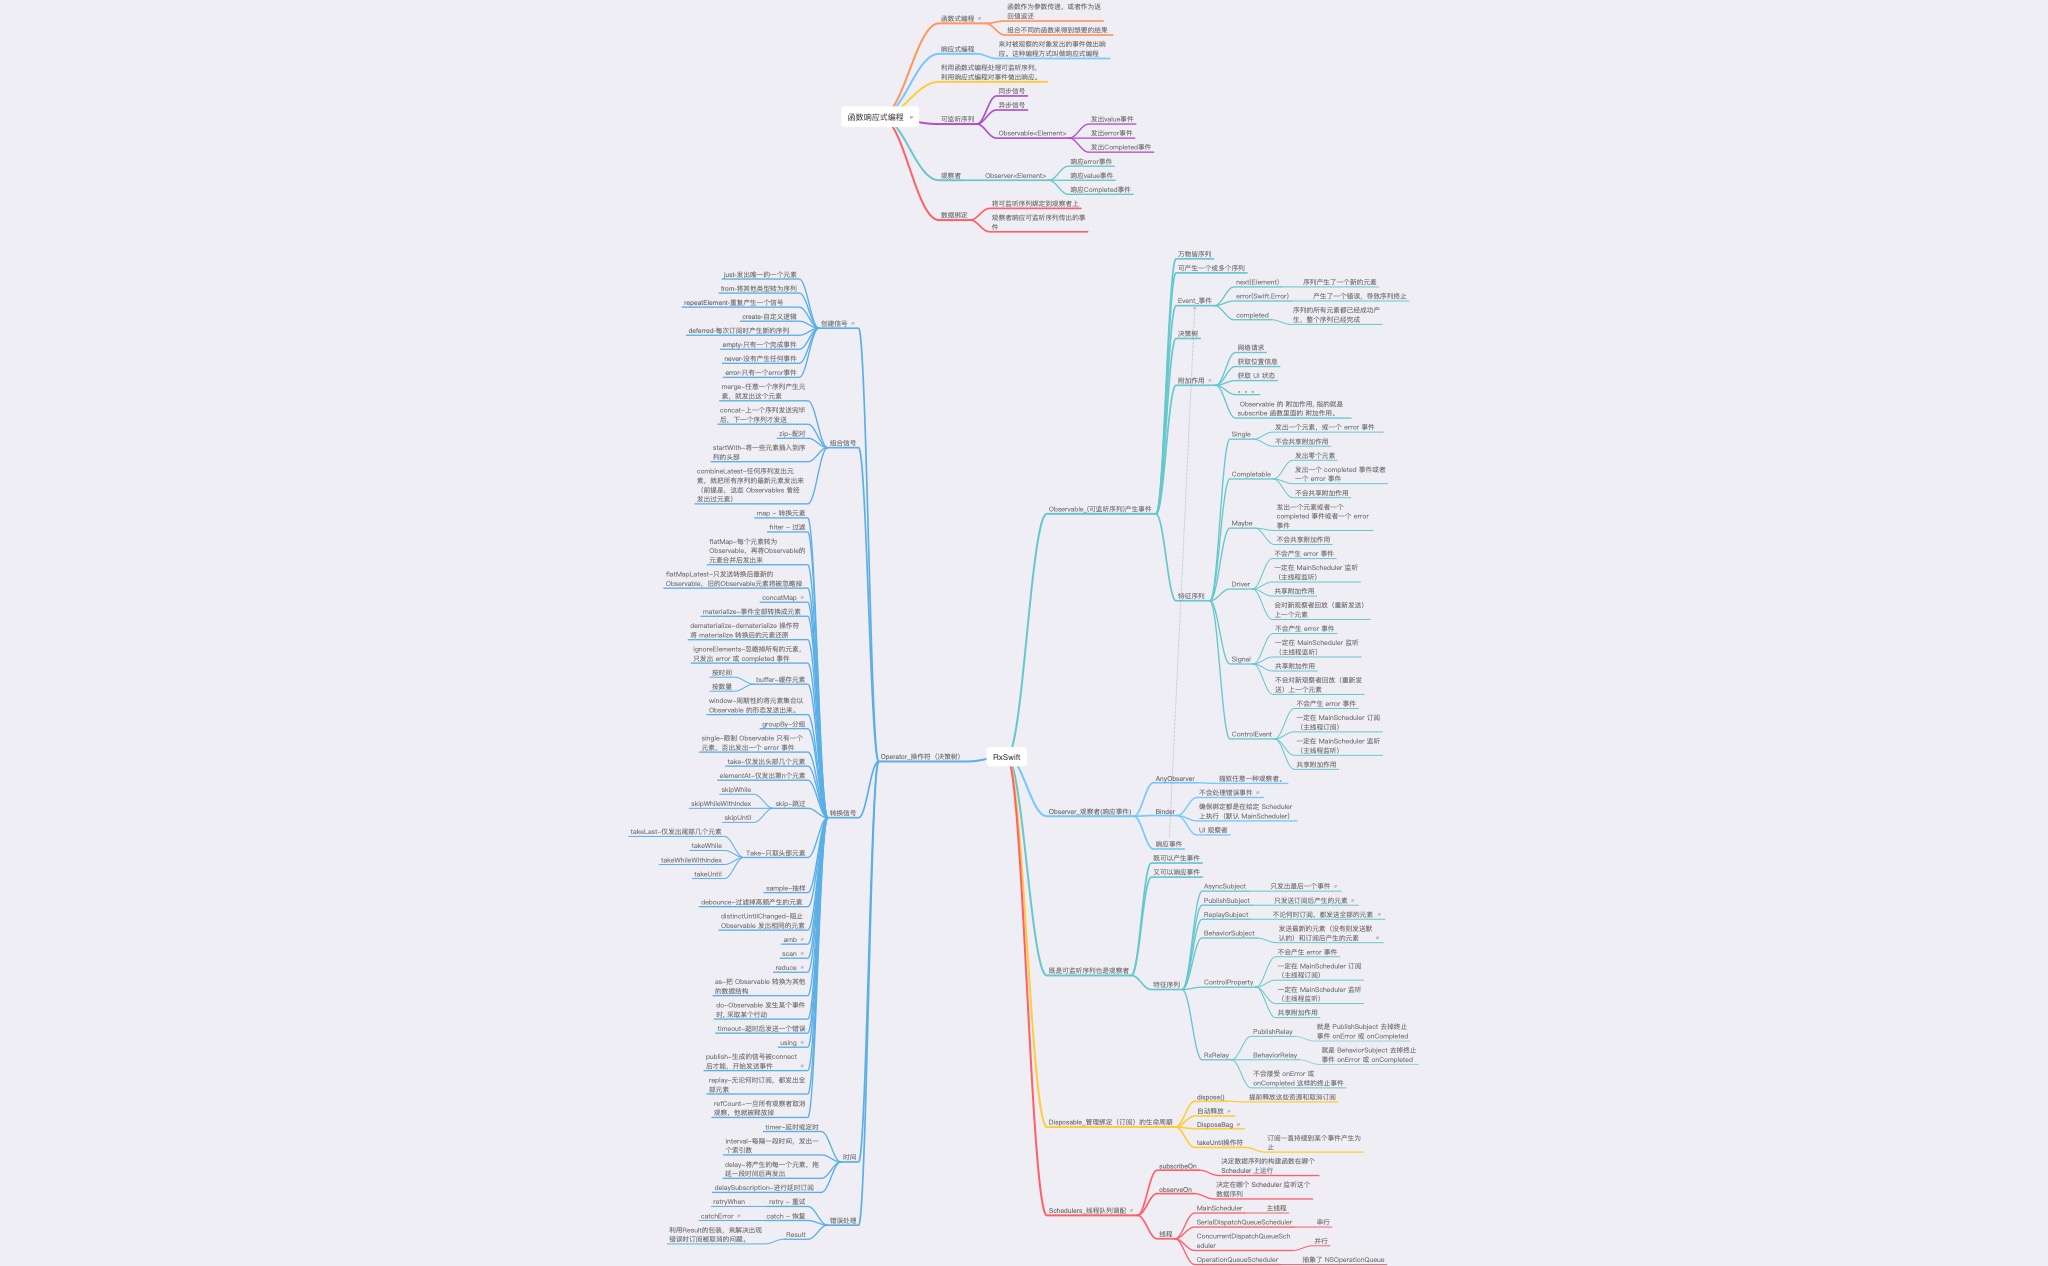 函数响应式编程
函数式编程
函数作为参数传递，或者作为返
回值返还
组合不同的函数来得到想要的结果
响应式编程
来对被观察的对象发出的事件做出响
应。这种编程方式叫做响应式编程
利用函数式编程处理可监听序列，
利用响应式编程对事件做出响应。
可监听序列
同步信号
异步信号
Observable<Element>
发出value事件
发出error事件
发出Completed事件
观察者
Observer<Element>
响应error事件
响应value事件
响应Completed事件
数据绑定
将可监听序列绑定到观察者上
观察者响应可监听序列传出的事
件
RxSwift
Operator_操作符（决策树）
创建信号
just-发出唯一的一个元素
from-将其他类型转为序列
repeatElement-重复产生一个信号
create-自定义逻辑
deferred-每次订阅时产生新的序列
empty-只有一个完成事件
never-没有产生任何事件
error-只有一个error事件
组合信号
merge-任意一个序列产生元
素，就发出这个元素
concat-上一个序列发送完毕
后，下一个序列才发送
zip-配对
startWith-将一些元素插入到序
列的头部
combineLatest-任何序列发出元
素，就把所有序列的最新元素发出来
（前提是，这些 Observables 曾经
发出过元素）
转换信号
map - 转换元素
filter - 过滤
flatMap-每个元素转为
Observable，再将Observable的
元素合并后发出来
flatMapLatest-只发送转换后最新的
Observable，旧的Observable元素将被忽略掉
concatMap
materialize-事件全部转换成元素
dematerialize-dematerialize 操作符
将 materialize 转换后的元素还原
ignoreElements-忽略掉所有的元素，
只发出 error 或 completed 事件
buffer-缓存元素
按时间
按数量
window-周期性的将元素集合以
Observable 的形态发送出来。
groupBy-分组
single-限制 Observable 只有一个
元素，否出发出一个 error 事件
take-仅发出头部几个元素
elementAt-仅发出第n个元素
skip-跳过
skipWhile
skipWhileWithIndex
skipUntil
Take-只取头部元素
takeLast-仅发出尾部几个元素
takeWhile
takeWhileWithIndex
takeUntil
sample-抽样
debounce-过滤掉高频产生的元素
distinctUntilChanged-阻止
Observable 发出相同的元素
amb
scan
reduce
as-把 Observable 转换为其他
的数据结构
do-Observable 发生某个事件
时, 采取某个行动
timeout-超时后发送一个错误
using
publish-生成的信号被connect
后才能，开始发送事件
replay-无论何时订阅，都发出全
部元素
refCount-一旦所有观察者取消
观察，他就被释放掉
时间
timer-延时或定时
interval-每隔一段时间，发出一
个索引数
delay-将产生的每一个元素，拖
延一段时间后再发出
delaySubscription-进行延时订阅
错误处理
retry - 重试
retryWhen
catch - 恢复
catchError
Result
利用Result的包装，来解决出现
错误时订阅被取消的问题。
Observable_(可监听序列)产生事件
万物皆序列
可产生一个或多个序列
Event_事件
next(Element)
序列产生了一个新的元素
error(Swift.Error)
产生了一个错误，导致序列终止
completed
序列的所有元素都已经成功产
生，整个序列已经完成
决策树
附加作用
网络请求
获取位置信息
获取 UI 状态
。。。
Observable 的 附加作用, 指的就是
subscribe 函数里面的 附加作用。
特征序列
Single
发出一个元素，或一个 error 事件
不会共享附加作用
Completable
发出零个元素
发出一个 completed 事件或者
一个 error 事件
不会共享附加作用
Maybe
发出一个元素或者一个
completed 事件或者一个 error
事件
不会共享附加作用
Driver
不会产生 error 事件
一定在 MainScheduler 监听
（主线程监听）
共享附加作用
会对新观察者回放（重新发送）
上一个元素
Signal
不会产生 error 事件
一定在 MainScheduler 监听
（主线程监听）
共享附加作用
不会对新观察者回放（重新发
送）上一个元素
ControlEvent
不会产生 error 事件
一定在 MainScheduler 订阅
（主线程订阅）
一定在 MainScheduler 监听
（主线程监听）
共享附加作用
Observer_观察者(响应事件)
AnyObserver
描叙任意一种观察者。
Binder
不会处理错误事件
确保绑定都是在给定 Scheduler
上执行（默认 MainScheduler)
UI 观察者
响应事件
既是可监听序列也是观察者
既可以产生事件
又可以响应事件
特征序列
AsyncSubject
只发出最后一个事件
PublishSubject
只发送订阅后产生的元素
ReplaySubject
不论何时订阅，都发送全部的元素
BehaviorSubject
发送最新的元素（没有则发送默
认的）和订阅后产生的元素
ControlProperty
不会产生 error 事件
一定在 MainScheduler 订阅
（主线程订阅）
一定在 MainScheduler 监听
（主线程监听）
共享附加作用
RxRelay
PublishRelay
就是 PublishSubject 去掉终止
事件 onError 或 onCompleted
BehaviorRelay
就是 BehaviorSubject 去掉终止
事件 onError 或 onCompleted
不会接受 onError 或
onCompleted 这样的终止事件
Disposable_管理绑定（订阅）的生命周期
dispose()
提前释放这些资源和取消订阅
自动释放
DisposeBag
takeUntil操作符
订阅一直持续到某个事件产生为
止
Schedulers_线程队列调配
subscribeOn
决定数据序列的构建函数在哪个
Scheduler 上运行
observeOn
决定在哪个 Scheduler 监听这个
数据序列
线程
MainScheduler
主线程
SerialDispatchQueueScheduler
串行
ConcurrentDispatchQueueSch
eduler
并行
OperationQueueScheduler
抽象了 NSOperationQueue